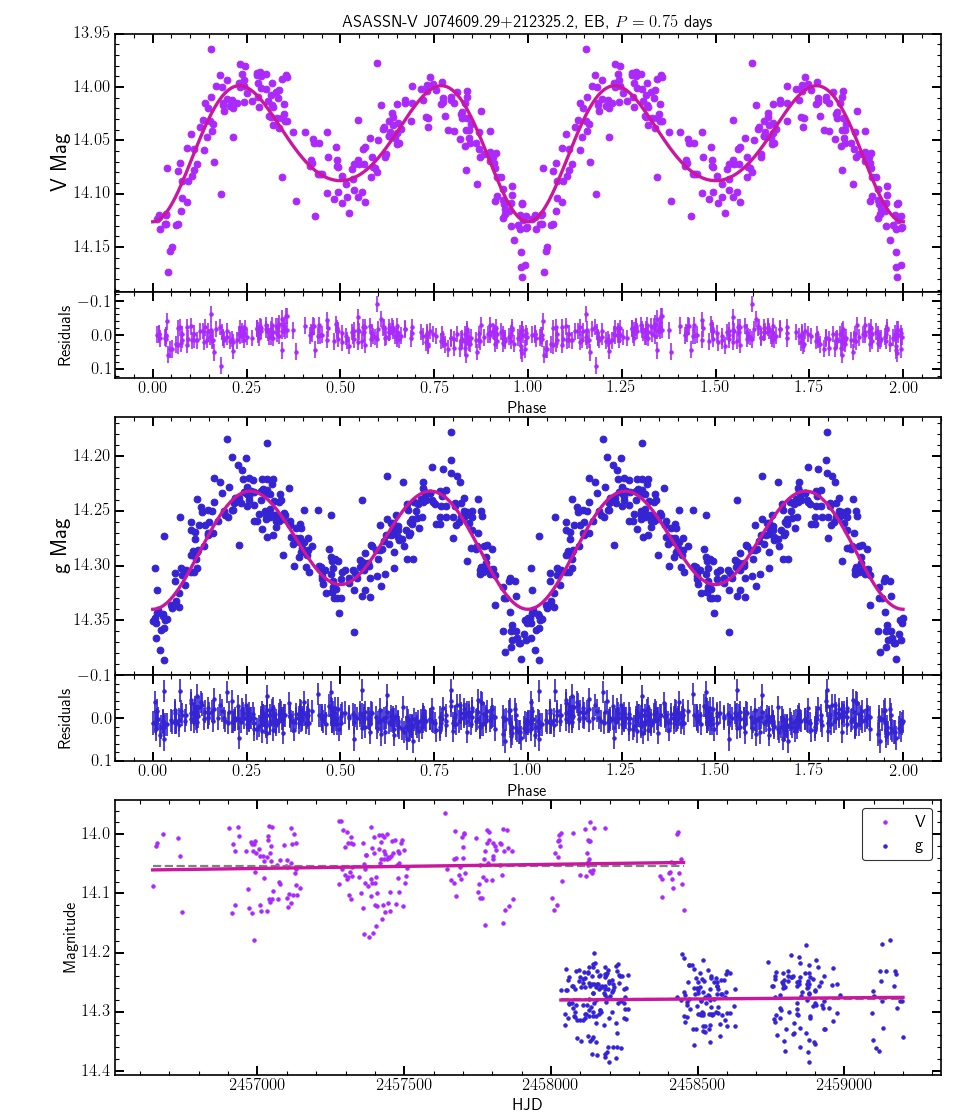 ASASSN-V J074609.29+212325.2, EB, P = 0.75 days
13.95
14.00
14.05
14.10
14.15
V Mag
−0.1
0.0
0.1
Residuals
0.00 0.25 0.50 0.75 1.00 1.25 1.50 1.75 2.00
Phase
14.20
14.25
14.30
14.35
g Mag
−0.1
0.0
0.1
Residuals
0.00 0.25 0.50 0.75 1.00 1.25 1.50 1.75 2.00
Phase
14.0
14.1
14.2
14.3
14.4
Magnitude
V
g
2457000 2457500 2458000 2458500 2459000
HJD